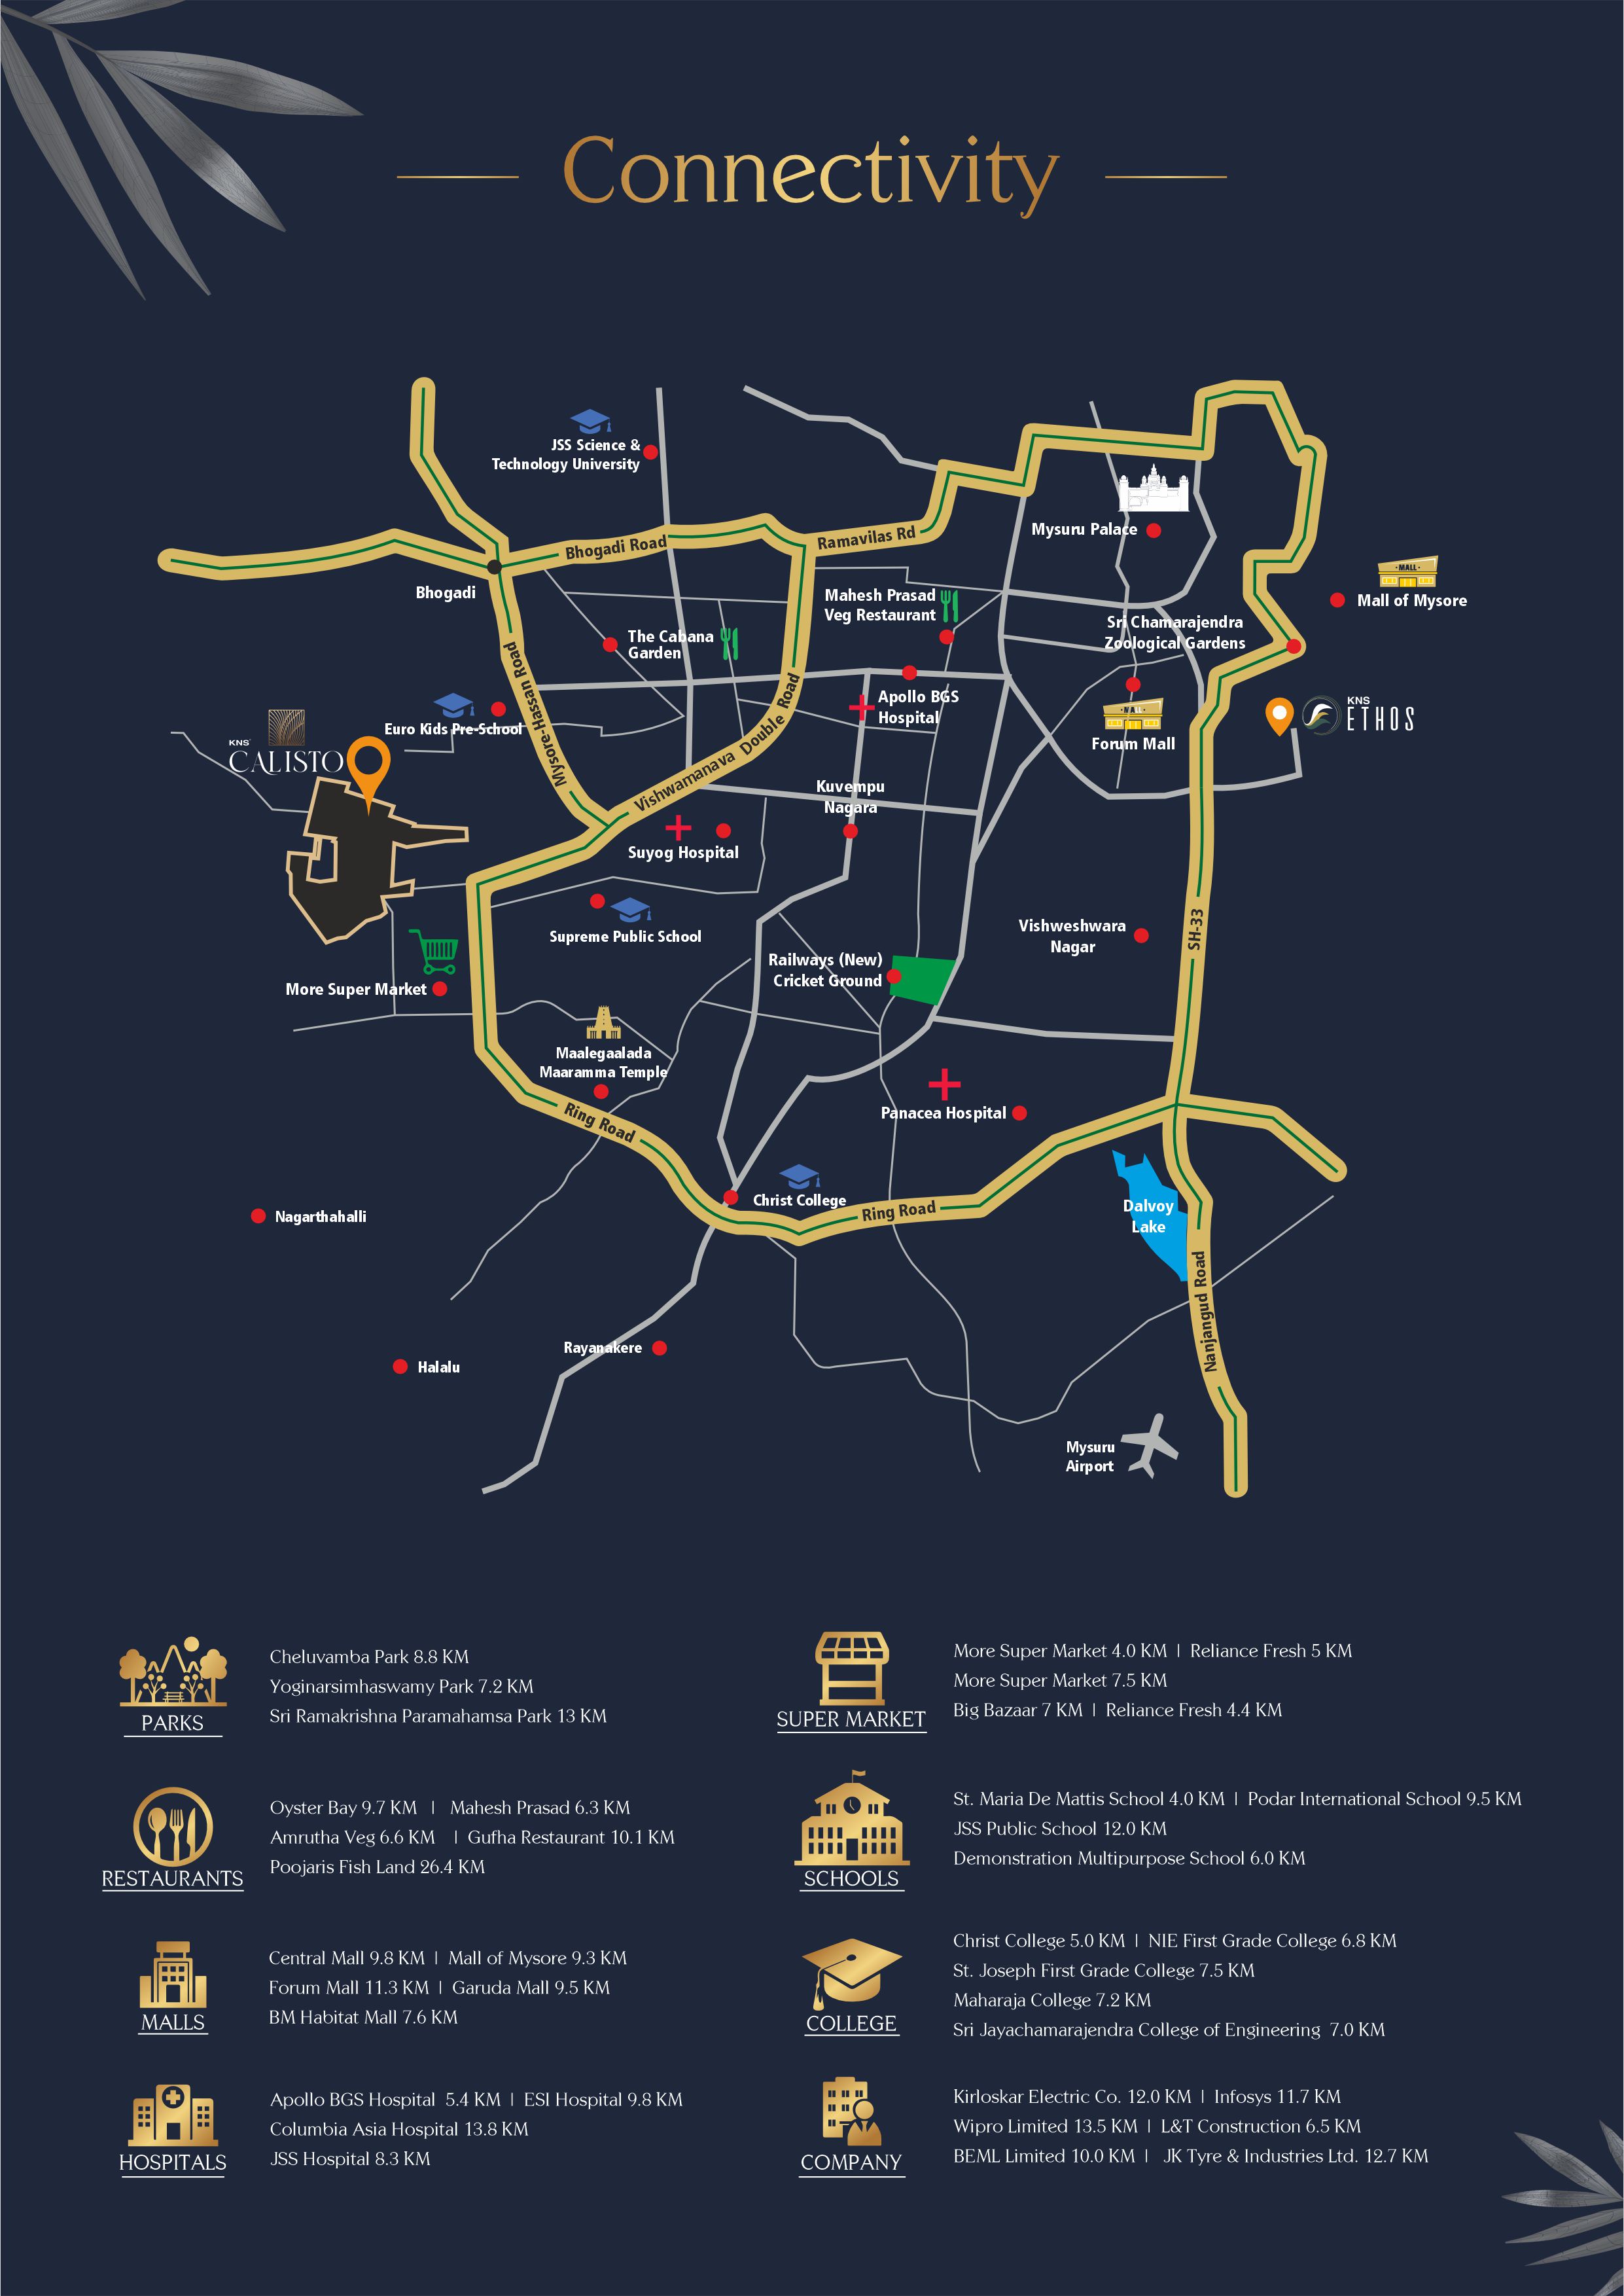 Connectivity
JSS Science &
Technology University
Bhogadi Road
Ramavilas Rd
Mysuru Palace
Bhogadi
Mahesh Prasad
Veg Restaurant
MALL
Mall of Mysore
The Cabana
Garden
Sri Chamarajendra
Zoological Gardens
Mysore-Hassan Road
Euro Kids Pre-School
Apollo BGS
Hospital
MALL
Forum Mall
KNS
ETHOS
KNS
CALISTO
Vishwamanava Double Road
Kuvempu
Nagara
Suyog Hospital
Supreme Public School
Vishweshwara
Nagar
SH-33
Railways (New)
Cricket Ground
More Super Market
Maalegaalada
Maaramma Temple
Ring Road
Panacea Hospital
Christ College
Ring Road
Dalvoy
Lake
Nagarthahalli
Nanjangud Road
Rayanakere
Halalu
Mysuru
Airport
PARKS
Cheluvamba Park 8.8 KM
Yoginarsimhaswamy Park 7.2 KM
Sri Ramakrishna Paramahamsa Park 13 KM
SUPER MARKET
More Super Market 4.0 KM | Reliance Fresh 5 KM
More Super Market 7.5 KM
Big Bazaar 7 KM | Reliance Fresh 4.4 KM
RESTAURANTS
Oyster Bay 9.7 KM | Mahesh Prasad 6.3 KM
Amrutha Veg 6.6 KM | Gufha Restaurant 10.1 KM
Poojaris Fish Land 26.4 KM
SCHOOLS
St. Maria De Mattis School 4.0 KM | Podar International School 9.5 KM
JSS Public School 12.0 KM
Demonstration Multipurpose School 6.0 KM
MALLS
Central Mall 9.8 KM | Mall of Mysore 9.3 KM
Forum Mall 11.3 KM | Garuda Mall 9.5 KM
BM Habitat Mall 7.6 KM
COLLEGE
Christ College 5.0 KM | NIE First Grade College 6.8 KM
St. Joseph First Grade College 7.5 KM
Maharaja College 7.2 KM
Sri Jayachamarajendra College of Engineering 7.0 KM
HOSPITALS
Apollo BGS Hospital 5.4 KM | ESI Hospital 9.8 KM
Columbia Asia Hospital 13.8 KM
JSS Hospital 8.3 KM
COMPANY
Kirloskar Electric Co. 12.0 KM | Infosys 11.7 KM
Wipro Limited 13.5 KM | L&T Construction 6.5 KM
BEML Limited 10.0 KM | JK Tyre & Industries Ltd. 12.7 KM